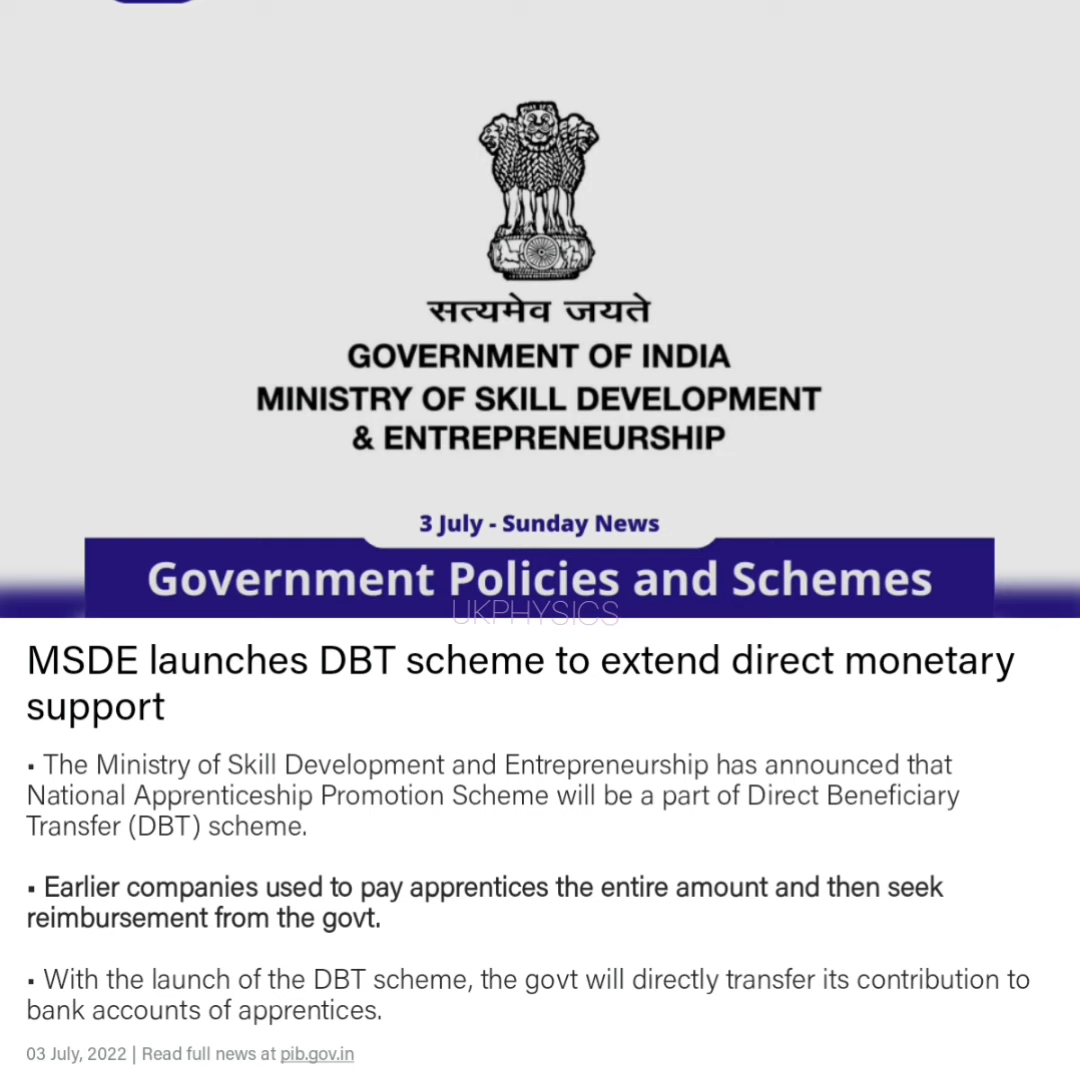 सत्यमेव जयते
GOVERNMENT OF INDIA
MINISTRY OF SKILL DEVELOPMENT
& ENTREPRENEURSHIP
3 July - Sunday News
Government Policies and Schemes
UKPHYSICS
MSDE launches DBT scheme to extend direct monetary
support
▪ The Ministry of Skill Development and Entrepreneurship has announced that
National Apprenticeship Promotion Scheme will be a part of Direct Beneficiary
Transfer (DBT) scheme.
▪ Earlier companies used to pay apprentices the entire amount and then seek
reimbursement from the govt.
▪ With the launch of the DBT scheme, the govt will directly transfer its contribution to
bank accounts of apprentices.
03 July, 2022 | Read full news at pib.gov.in